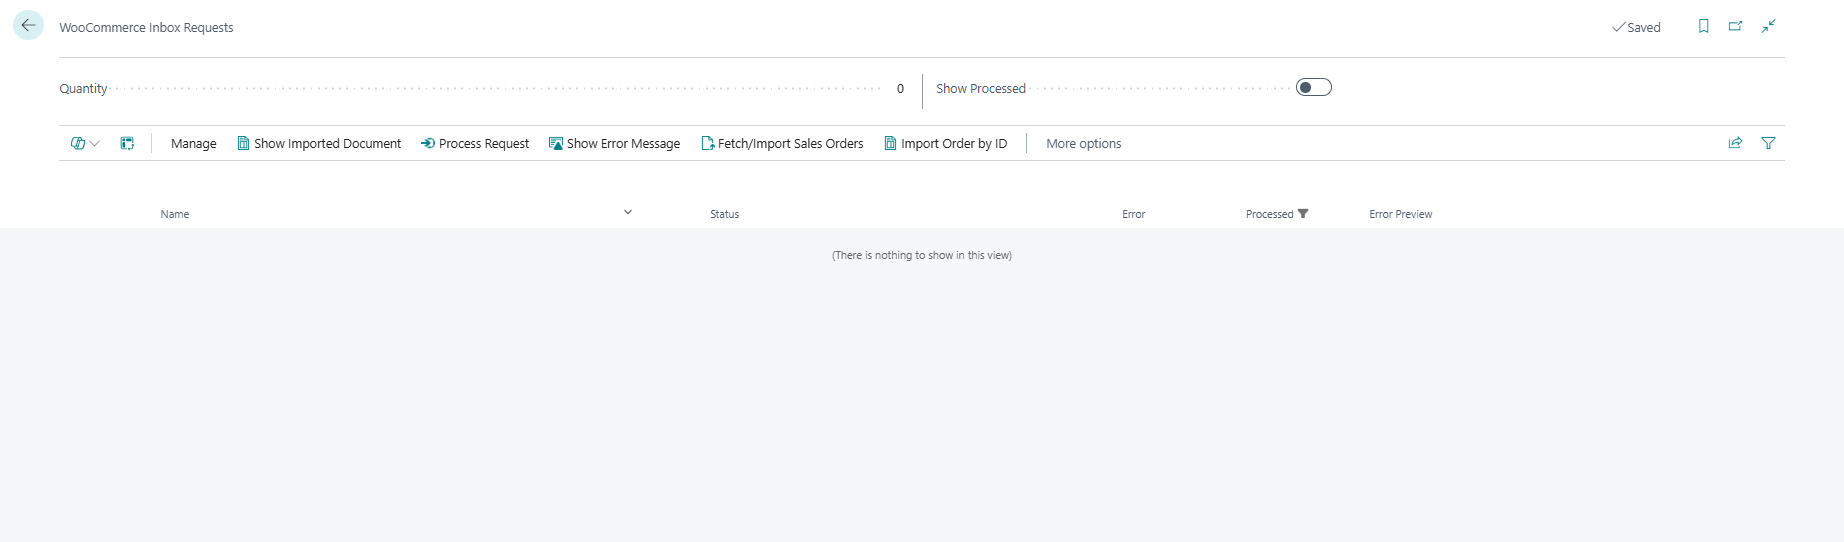 WooCommerce Inbox Requests
Saved
Quantity 0 Show Processed
Manage Show Imported Document Process Request Show Error Message Fetch/Import Sales Orders Import Order by ID More options
Name Status Error Processed Error Preview
(There is nothing to show in this view)